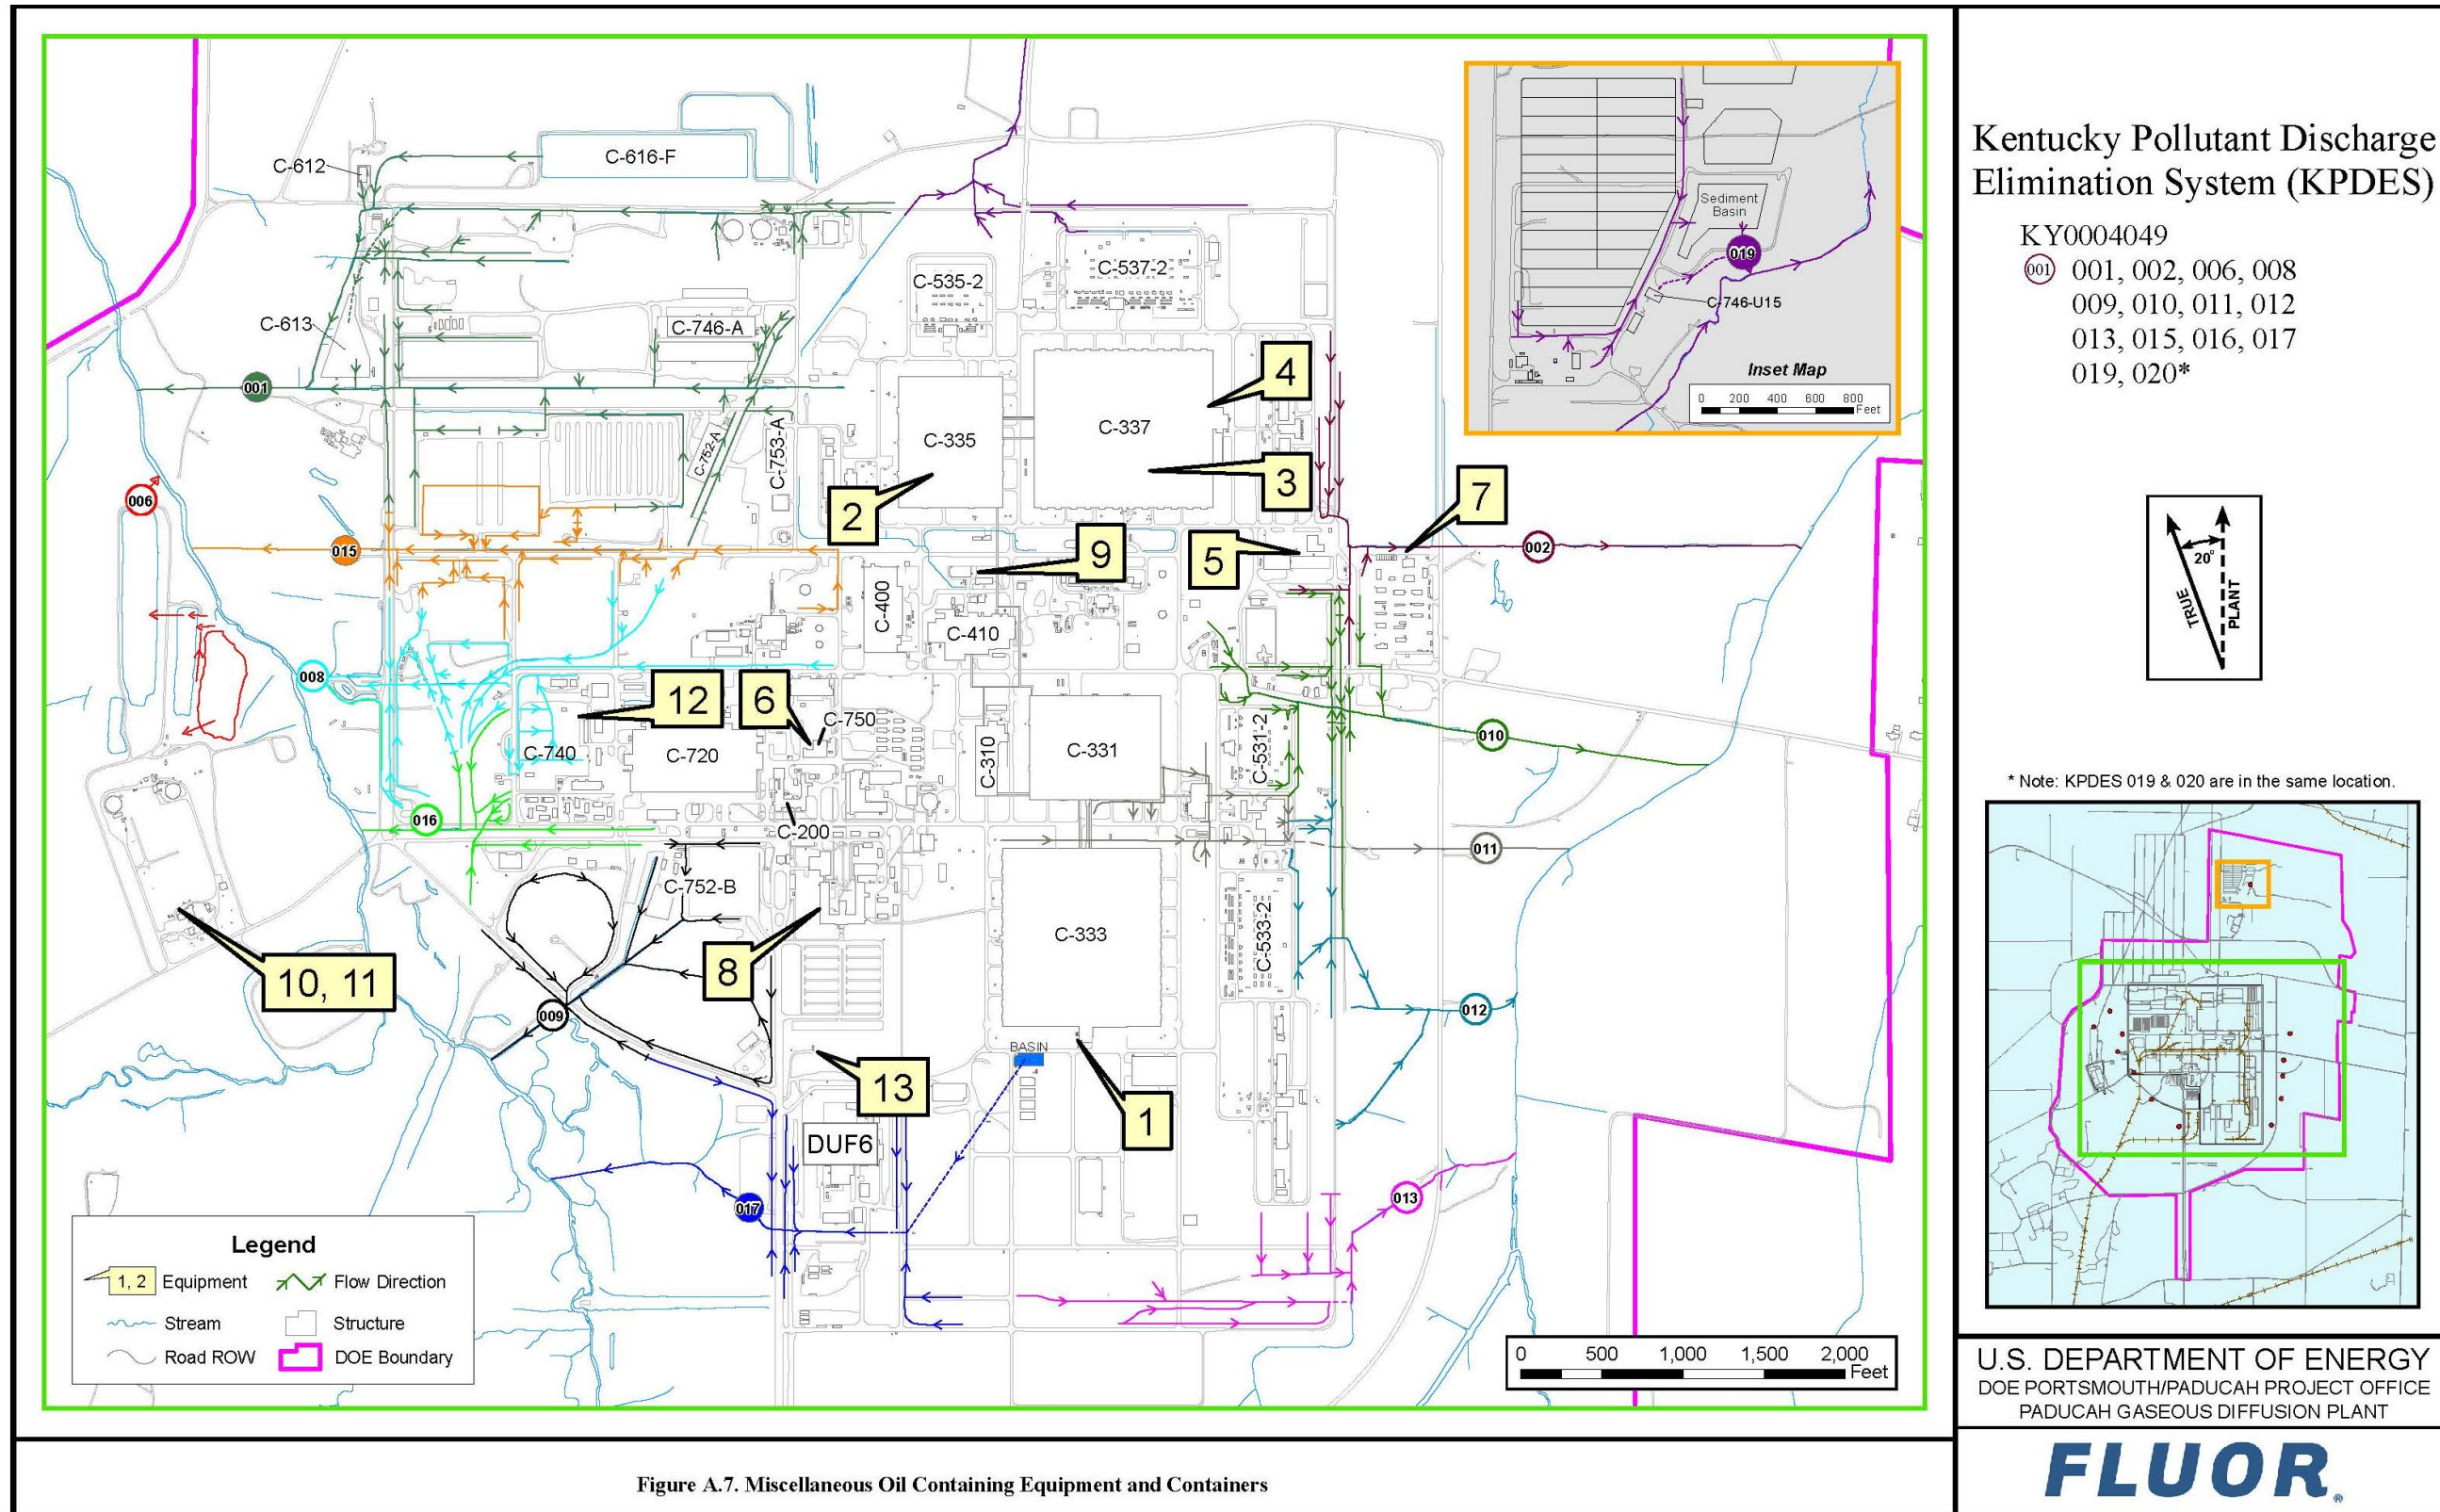 C-612
C-616-F
C-613
C-535-2
C-537-2
C-746-A
001
C-335
C-337
4
C-752-A
C-753-A
3
2
7
006
015
9
5
002
C-400
C-410
008
12
6
C-750
C-740
C-720
C-310
C-331
C-531-2
010
016
C-200
011
C-752-B
C-333
C-533-2
8
10, 11
009
012
BASIN
13
1
DUF6
017
013
Sediment
Basin
019
C-746-U15
Inset Map
0 200 400 600 800
Feet
Legend
1, 2 Equipment
Flow Direction
Stream
Structure
Road ROW
DOE Boundary
0 500 1,000 1,500 2,000
Feet
Kentucky Pollutant Discharge
Elimination System (KPDES)
KY0004049
001 001, 002, 006, 008
009, 010, 011, 012
013, 015, 016, 017
019, 020*
20°
TRUE
PLANT
* Note: KPDES 019 & 020 are in the same location.
U.S. DEPARTMENT OF ENERGY
DOE PORTSMOUTH/PADUCAH PROJECT OFFICE
PADUCAH GASEOUS DIFFUSION PLANT
FLUOR®
Figure A.7. Miscellaneous Oil Containing Equipment and Containers